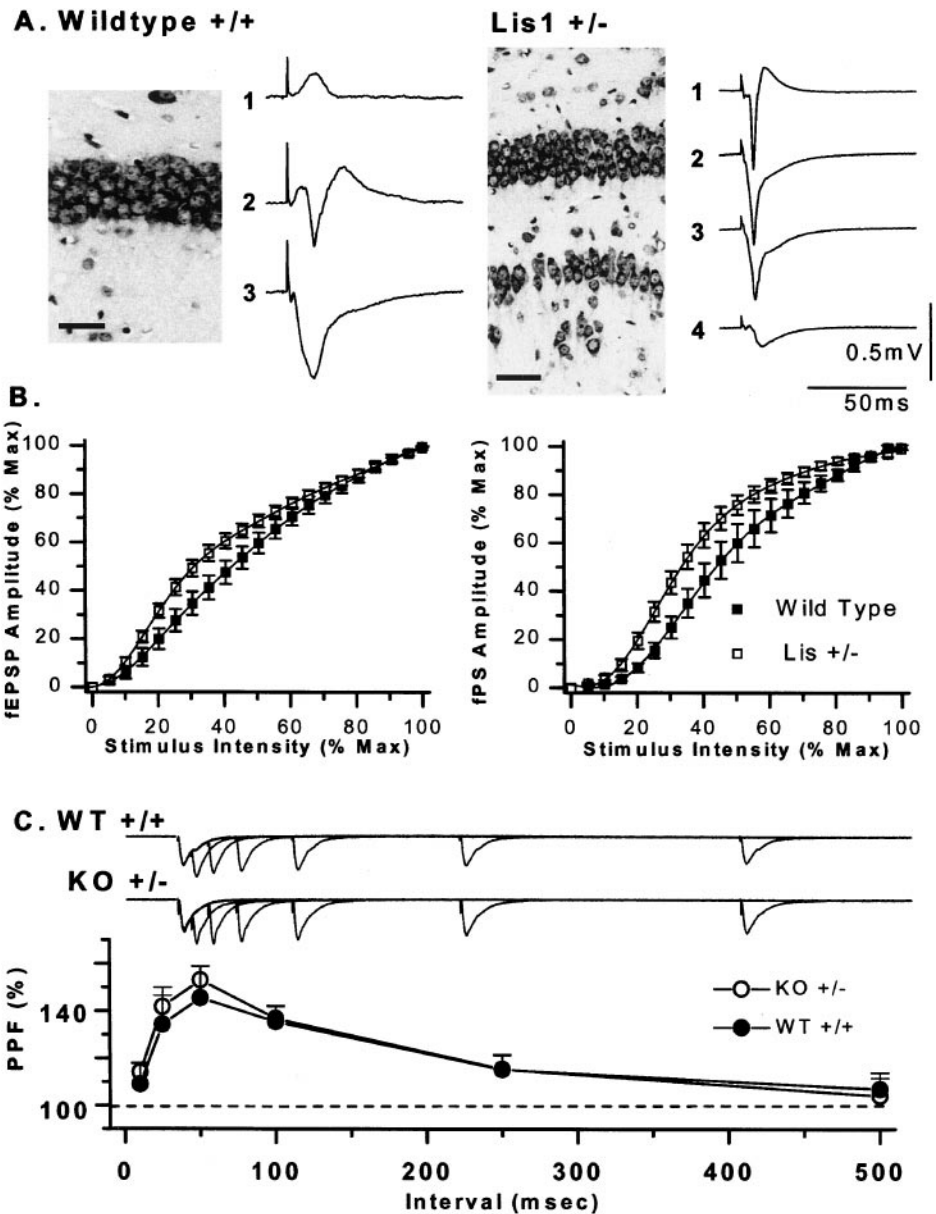 A. Wildtype +/+
Lis1 +/-
1
2
3
1
2
3
4
0.5mV
50ms
B.
fEPSP Amplitude (% Max)
100
80
60
40
20
0
0 20 40 60 80 100
Stimulus Intensity (% Max)
fPS Amplitude (% Max)
100
80
60
40
20
0
Wild Type
Lis +/-
0 20 40 60 80 100
Stimulus Intensity (% Max)
C. WT +/+
KO +/-
PPF (%)
140
100
KO +/-
WT +/+
0 100 200 300 400 500
Interval (msec)